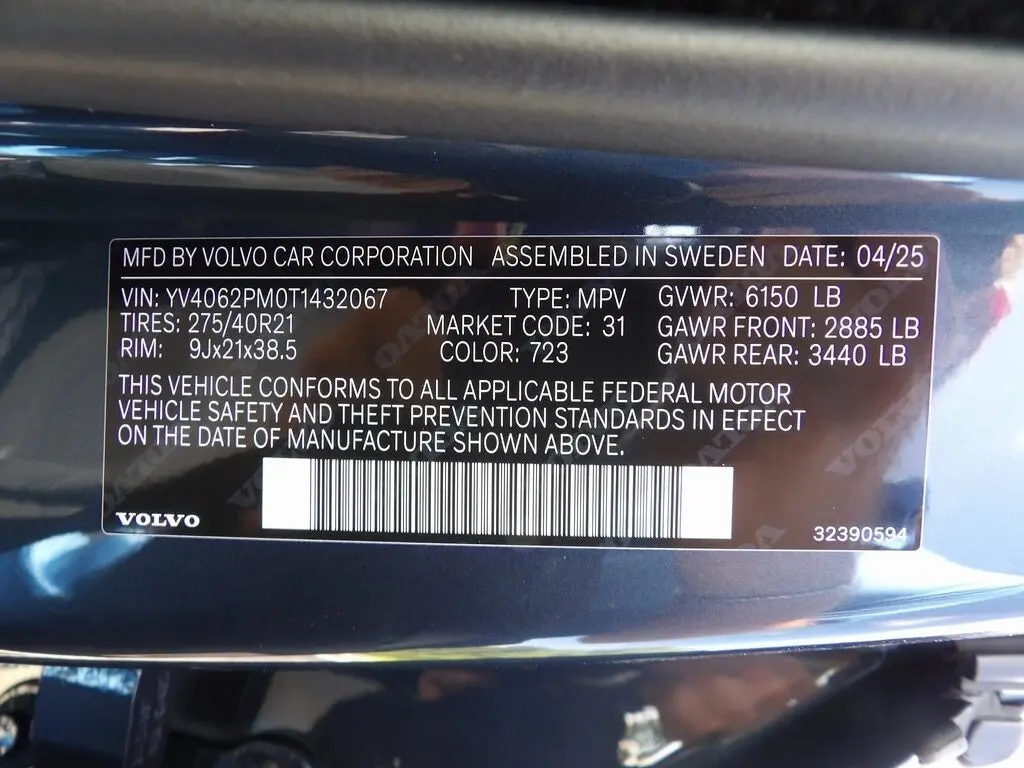 MFD BY VOLVO CAR CORPORATION ASSEMBLED IN SWEDEN DATE: 04/25
VIN: YV4062PM0T1432067 TYPE: MPV GVWR: 6150 LB
TIRES: 275/40R21 MARKET CODE: 31 GAWR FRONT: 2885 LB
RIM: 9Jx21x38.5 COLOR: 723 GAWR REAR: 3440 LB
THIS VEHICLE CONFORMS TO ALL APPLICABLE FEDERAL MOTOR
VEHICLE SAFETY AND THEFT PREVENTION STANDARDS IN EFFECT
ON THE DATE OF MANUFACTURE SHOWN ABOVE.
VOLVO
32390594